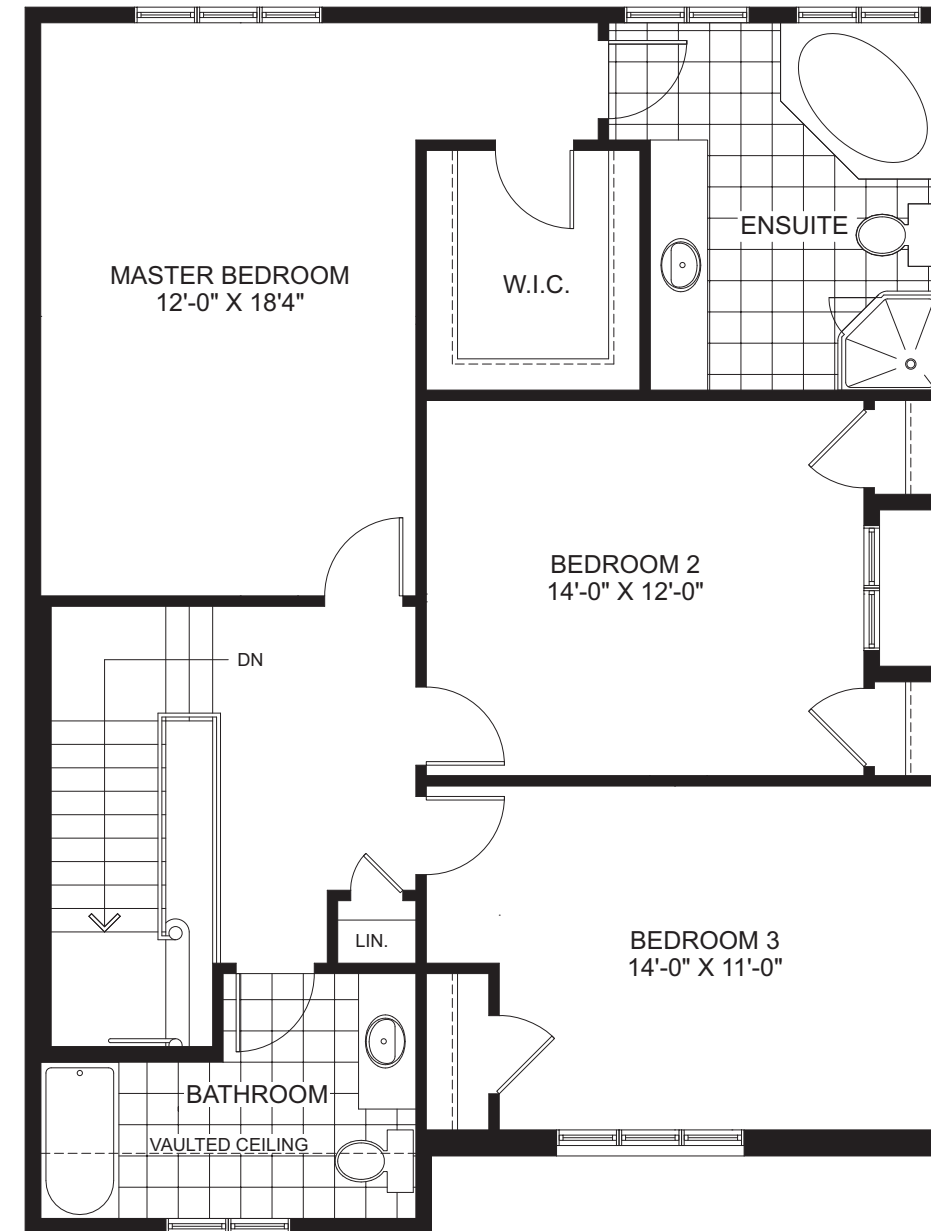 MASTER BEDROOM
12'-0" X 18'4"
W.I.C.
ENSUITE
BEDROOM 2
14'-0" X 12'-0"
DN
LIN.
BEDROOM 3
14'-0" X 11'-0"
BATHROOM
VAULTED CEILING